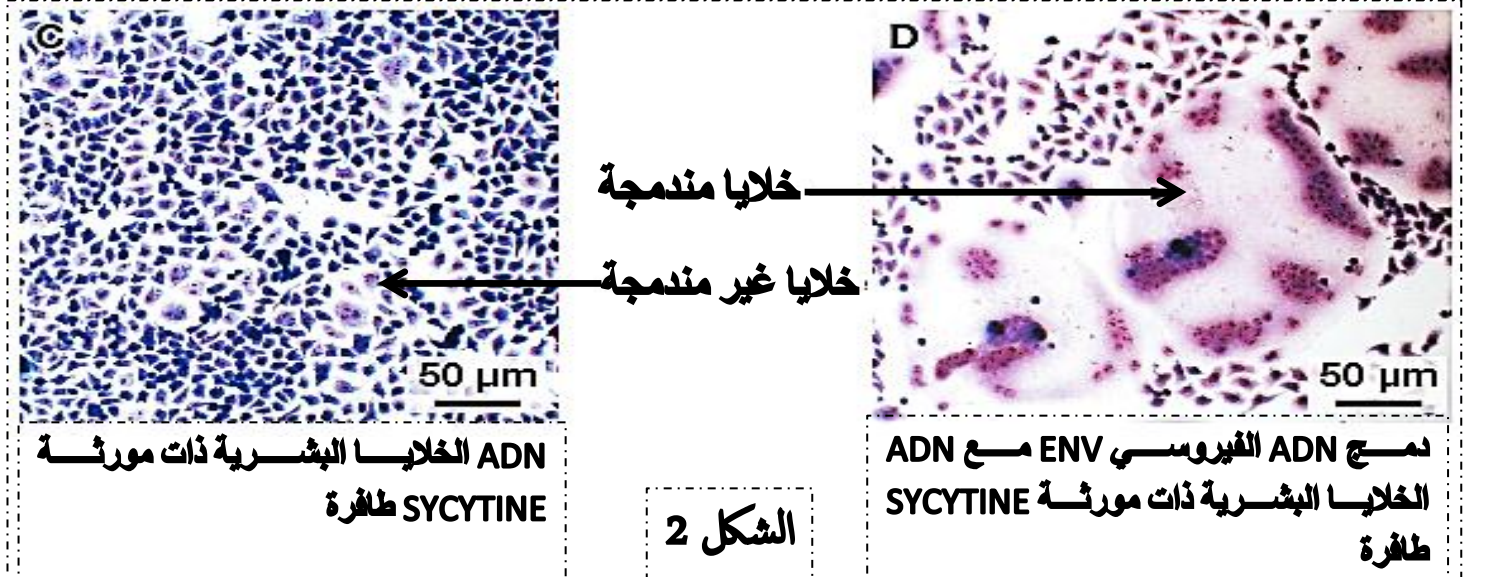 C
D
خلايا مندمجة
خلايا غير مندمجة
50 µm
50 µm
دمج ADN الفيروسي ENV مع ADN
الخلايا البشرية ذات مورثة SYCYTINE
طافرة
ADN الخلايا البشرية ذات مورثة
SYCYTINE طافرة
الشكل 2